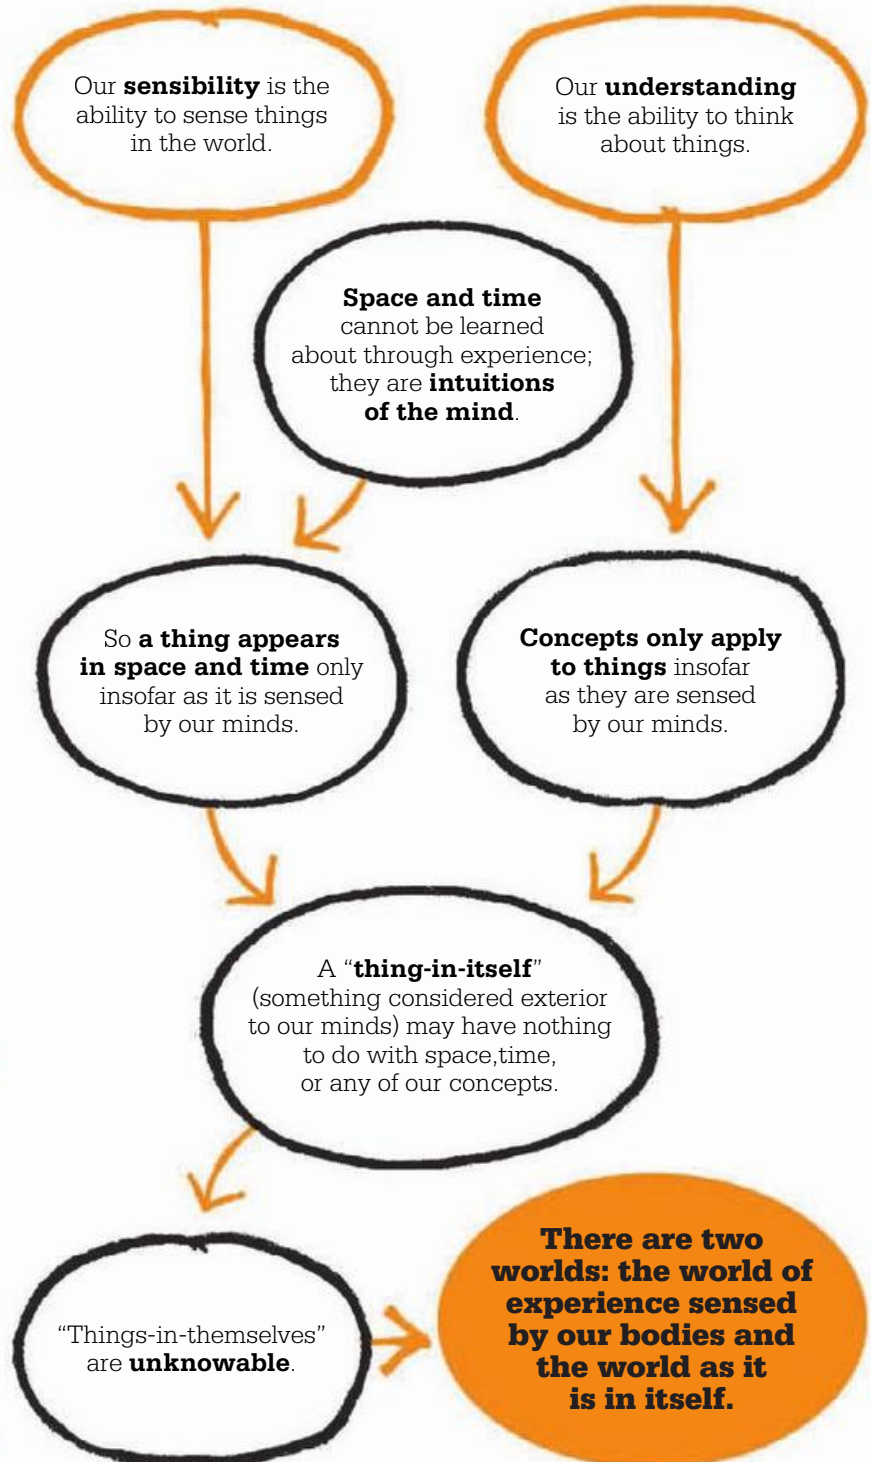 Our sensibility is the
ability to sense things
in the world.
Our understanding
is the ability to think
about things.
Space and time
cannot be learned
about through experience;
they are intuitions
of the mind.
So a thing appears
in space and time only
insofar as it is sensed
by our minds.
Concepts only apply
to things insofar
as they are sensed
by our minds.
A “thing-in-itself”
(something considered exterior
to our minds) may have nothing
to do with space,time,
or any of our concepts.
“Things-in-themselves”
are unknowable.
There are two
worlds: the world of
experience sensed
by our bodies and
the world as it
is in itself.